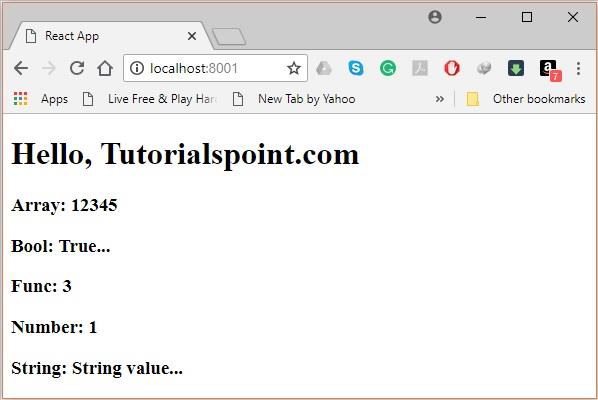 React App
localhost:8001
7
Apps
Live Free & Play Har
New Tab by Yahoo
»
Other bookmarks
Hello, Tutorialspoint.com
Array: 12345
Bool: True...
Func: 3
Number: 1
String: String value...